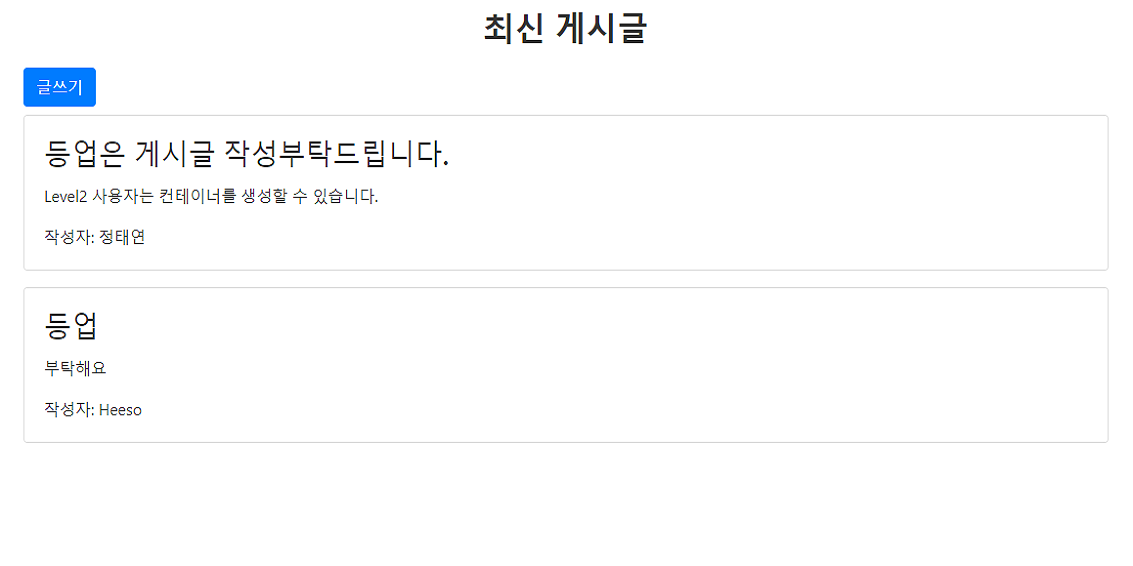 최신 게시글
글쓰기
등업은 게시글 작성부탁드립니다.
Level2 사용자는 컨테이너를 생성할 수 있습니다.
작성자: 정태연
등업
부탁해요
작성자: Heeso